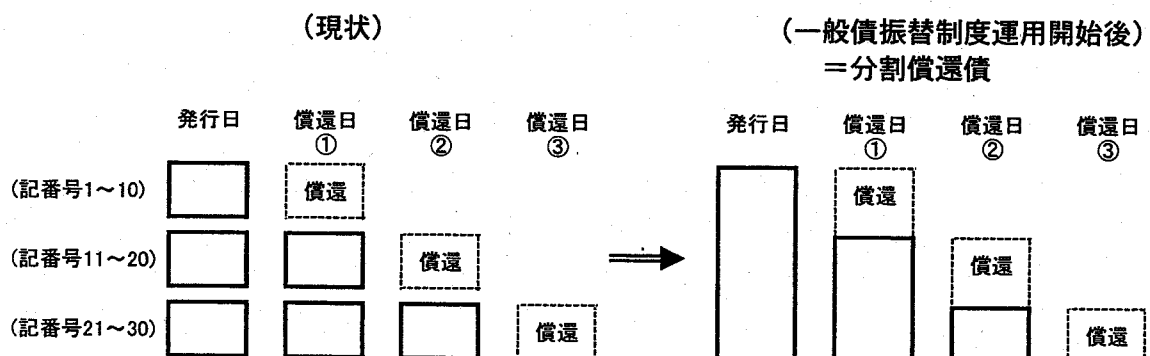 (現状)
(一般債振替制度運用開始後)
=分割償還債
発行日 償還日① 償還日② 償還日③
発行日 償還日① 償還日② 償還日③
(記番号1~10) 償還
償還
(記番号11~20) 償還
償還
(記番号21~30) 償還
償還